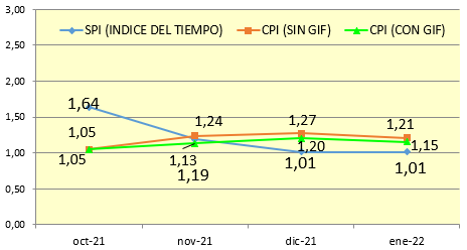 3,00
SPI (INDICE DEL TIEMPO) CPI (SIN GIF) CPI (CON GIF)
2,50
2,00
1,64
1,50
1,05 1,24 1,27 1,21
1,00
1,05 1,13 1,20 1,15
1,19 1,01 1,01
0,50
0,00
oct-21 nov-21 dic-21 ene-22